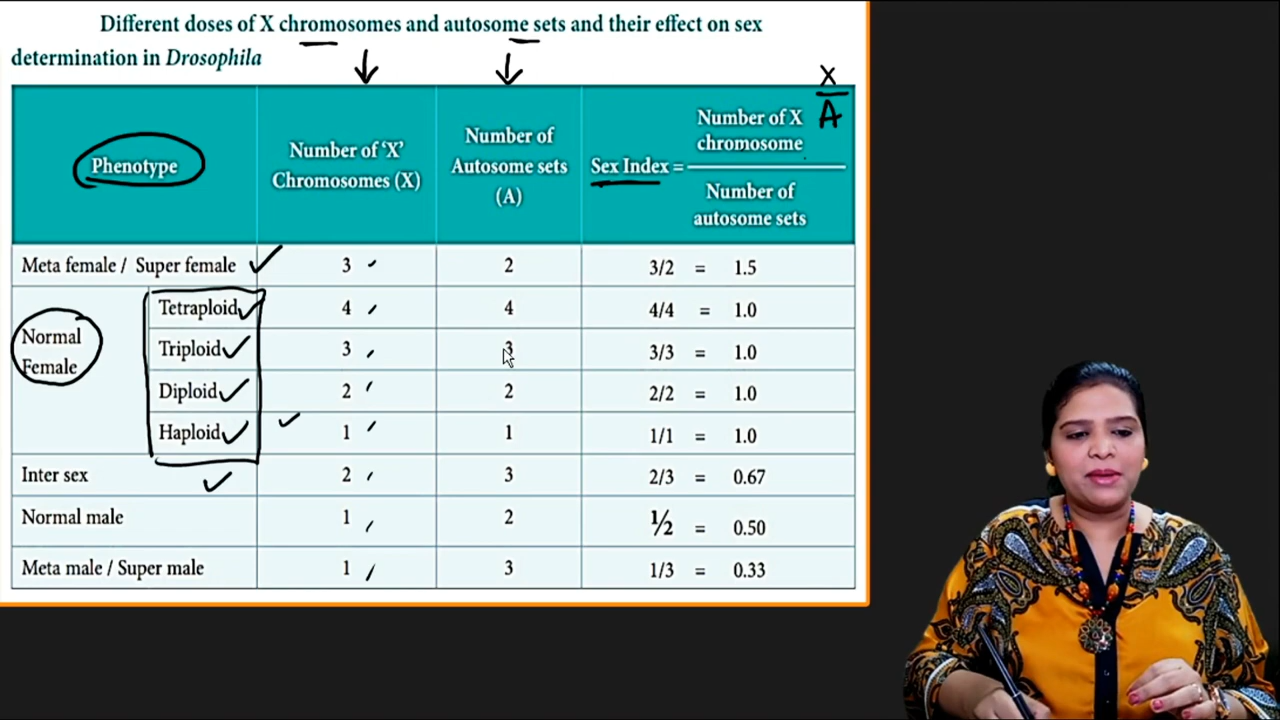 Different doses of X chromosomes and autosome sets and their effect on sex
determination in Drosophila
X
A
Phenotype
Number of ‘X’
Chromosomes (X)
Number of
Autosome sets
(A)
Sex Index =
Number of X
chromosome
Number of
autosome sets
Meta female / Super female 3 2 3/2 = 1.5
Normal
Female
Tetraploid 4 4 4/4 = 1.0
Triploid 3 3 3/3 = 1.0
Diploid 2 2 2/2 = 1.0
Haploid 1 1 1/1 = 1.0
Inter sex 2 3 2/3 = 0.67
Normal male 1 2 ½ = 0.50
Meta male / Super male 1 3 1/3 = 0.33